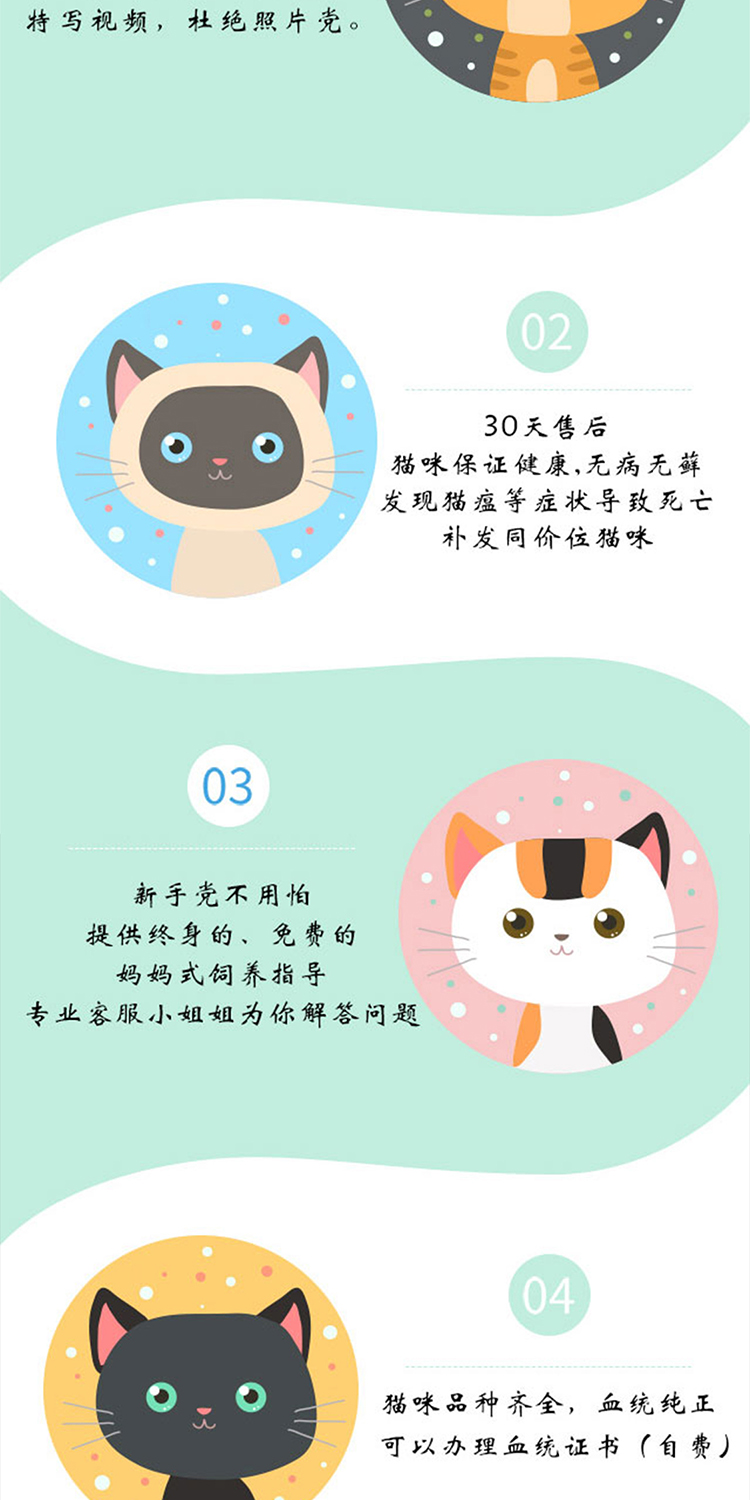 特写视频，杜绝照片党。
02
30天售后
猫咪保证健康,无病无藓
发现猫瘟等症状导致死亡
补发同价位猫咪
03
新手党不用怕
提供终身的、免费的
妈妈式饲养指导
专业客服小姐姐为你解答问题
04
猫咪品种齐全，血统纯正
可以办理血统证书（自费）